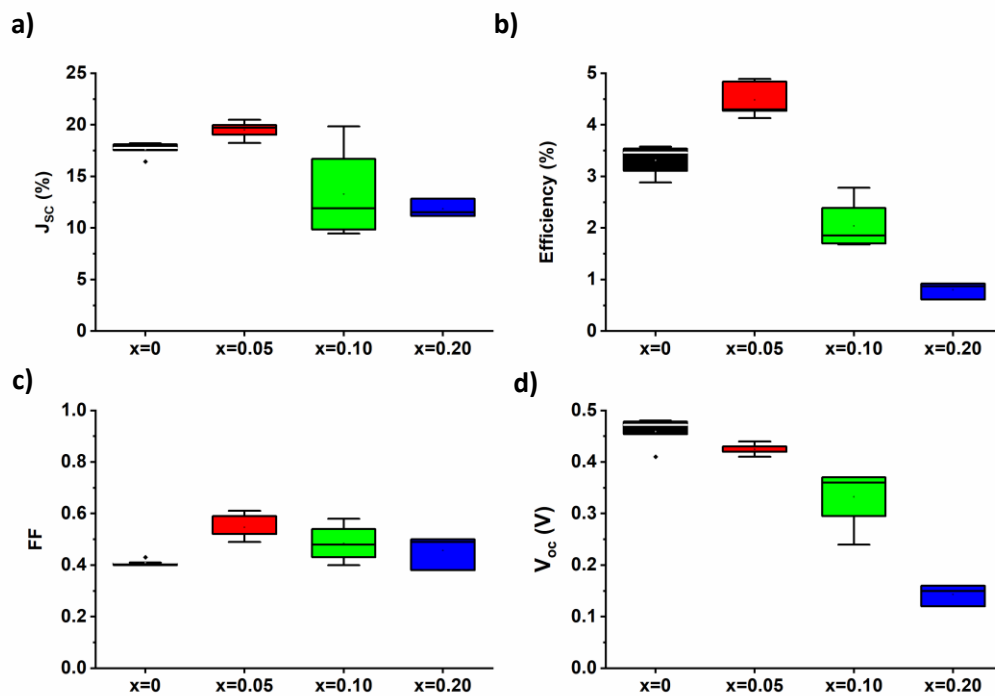 a)
25
20
15
10
5
0
J_SC (%)
x=0 x=0.05 x=0.10 x=0.20
b)
5
4
3
2
1
0
Efficiency (%)
x=0 x=0.05 x=0.10 x=0.20
c)
1.0
0.8
0.6
0.4
0.2
0.0
FF
x=0 x=0.05 x=0.10 x=0.20
d)
0.5
0.4
0.3
0.2
0.1
0.0
V_oc (V)
x=0 x=0.05 x=0.10 x=0.20